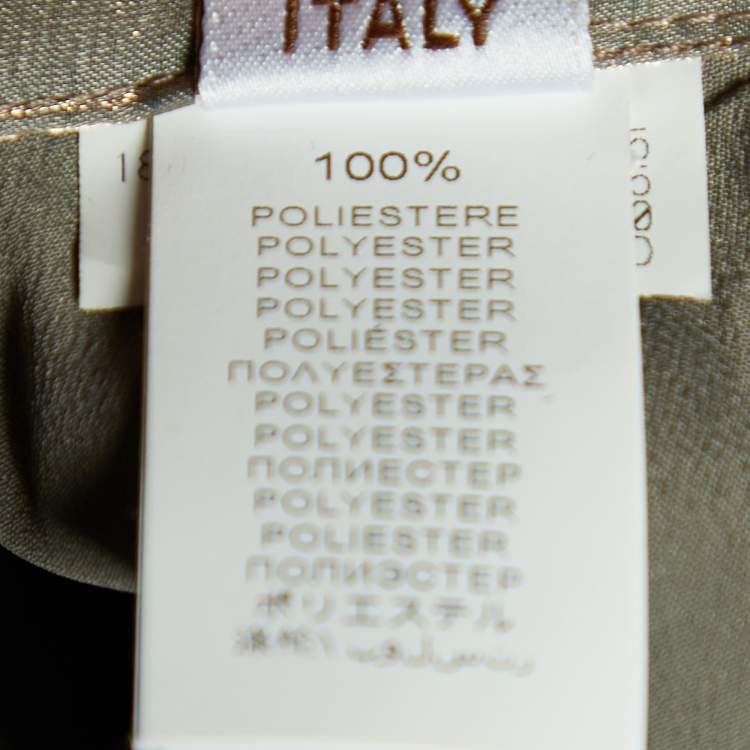 ITALY
18
100%
POLIESTERE
POLYESTER
POLYESTER
POLYESTER
POLIÉSTER
ΠΟΛΥΕΣΤΕΡΑΣ
POLYESTER
POLYESTER
ПОЛИЕСТЕР
POLYESTER
POLIESTER
ПОЛИЭСТЕР
ポリエステル